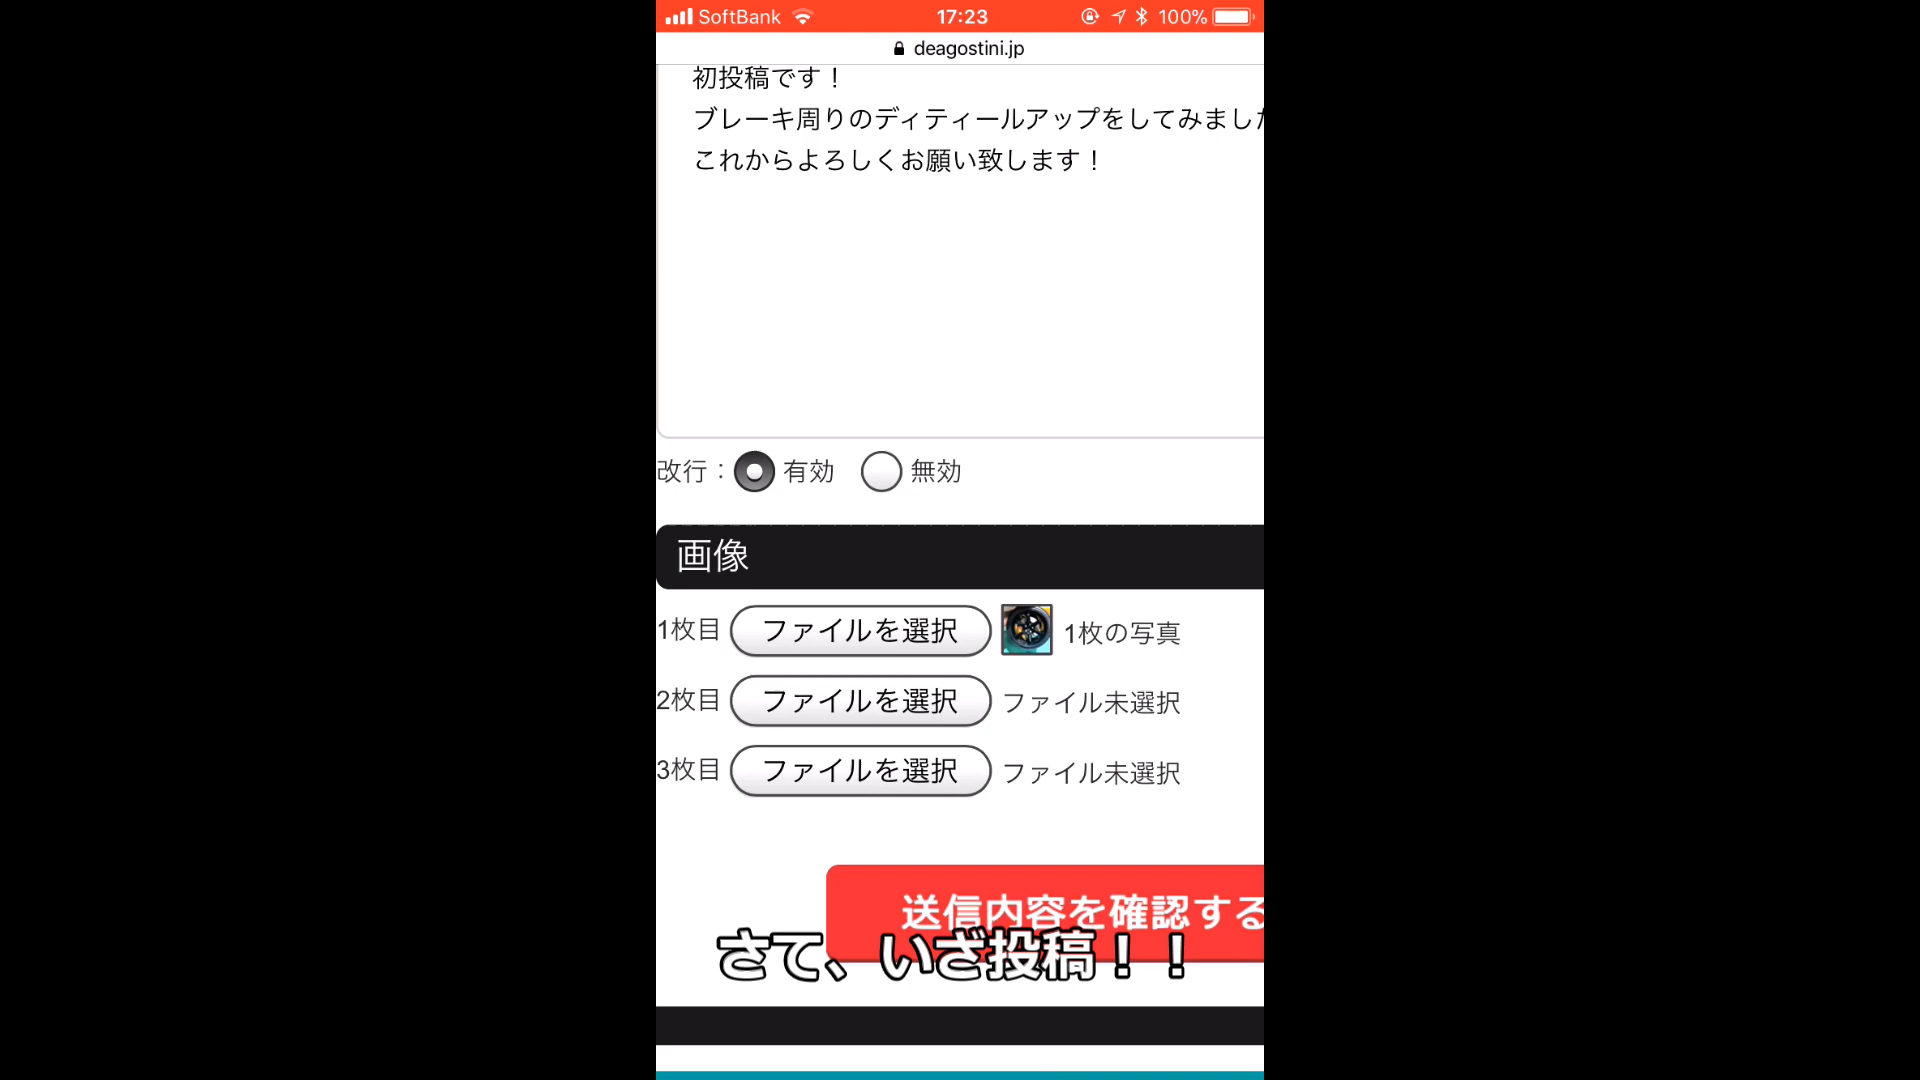 SoftBank 17:23 100%
deagostini.jp
初投稿です！
ブレーキ周りのディティールアップをしてみました
これからよろしくお願い致します！
改行：有効 無効
画像
1枚目 ファイルを選択 1枚の写真
2枚目 ファイルを選択 ファイル未選択
3枚目 ファイルを選択 ファイル未選択
送信内容を確認する
さて、いざ投稿！！